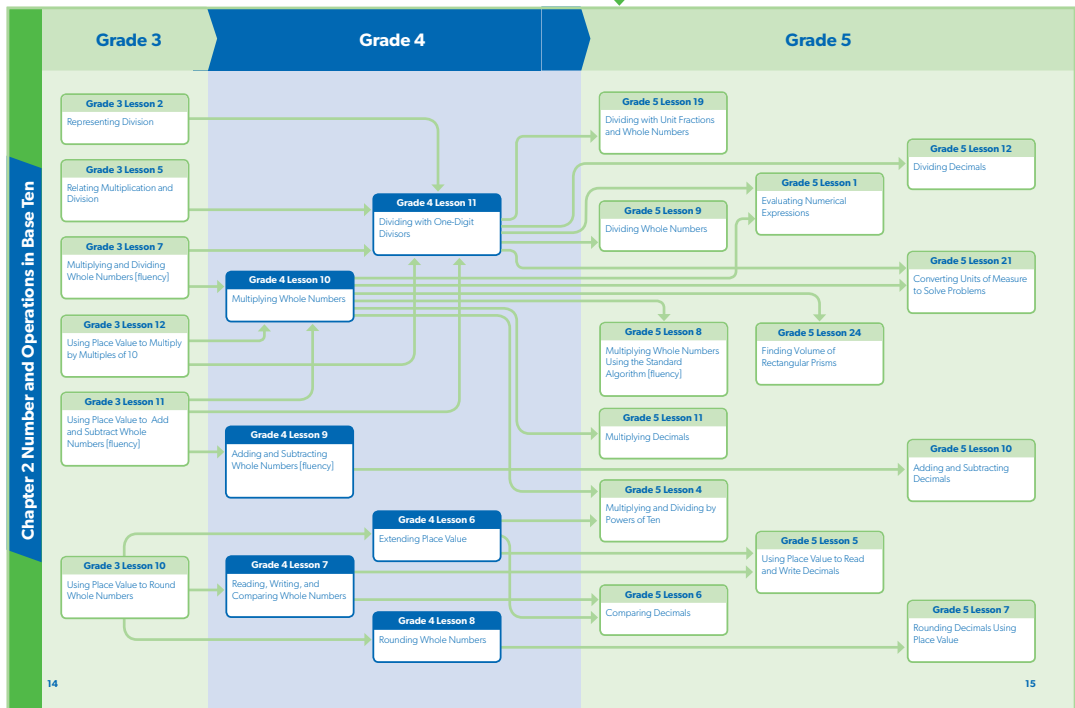 Chapter 2 Number and Operations in Base Ten
Grade 3
Grade 4
Grade 5
Grade 3 Lesson 2
Representing Division
Grade 3 Lesson 5
Relating Multiplication and
Division
Grade 3 Lesson 7
Multiplying and Dividing
Whole Numbers [fluency]
Grade 3 Lesson 12
Using Place Value to Multiply
by Multiples of 10
Grade 3 Lesson 11
Using Place Value to Add
and Subtract Whole
Numbers [fluency]
Grade 3 Lesson 10
Using Place Value to Round
Whole Numbers
Grade 4 Lesson 11
Dividing with One-Digit
Divisors
Grade 4 Lesson 10
Multiplying Whole Numbers
Grade 4 Lesson 9
Adding and Subtracting
Whole Numbers [fluency]
Grade 4 Lesson 6
Extending Place Value
Grade 4 Lesson 7
Reading, Writing, and
Comparing Whole Numbers
Grade 4 Lesson 8
Rounding Whole Numbers
Grade 5 Lesson 19
Dividing with Unit Fractions
and Whole Numbers
Grade 5 Lesson 12
Dividing Decimals
Grade 5 Lesson 1
Evaluating Numerical
Expressions
Grade 5 Lesson 9
Dividing Whole Numbers
Grade 5 Lesson 21
Converting Units of Measure
to Solve Problems
Grade 5 Lesson 8
Multiplying Whole Numbers
Using the Standard
Algorithm [fluency]
Grade 5 Lesson 24
Finding Volume of
Rectangular Prisms
Grade 5 Lesson 11
Multiplying Decimals
Grade 5 Lesson 10
Adding and Subtracting
Decimals
Grade 5 Lesson 4
Multiplying and Dividing by
Powers of Ten
Grade 5 Lesson 5
Using Place Value to Read
and Write Decimals
Grade 5 Lesson 6
Comparing Decimals
Grade 5 Lesson 7
Rounding Decimals Using
Place Value
14
15